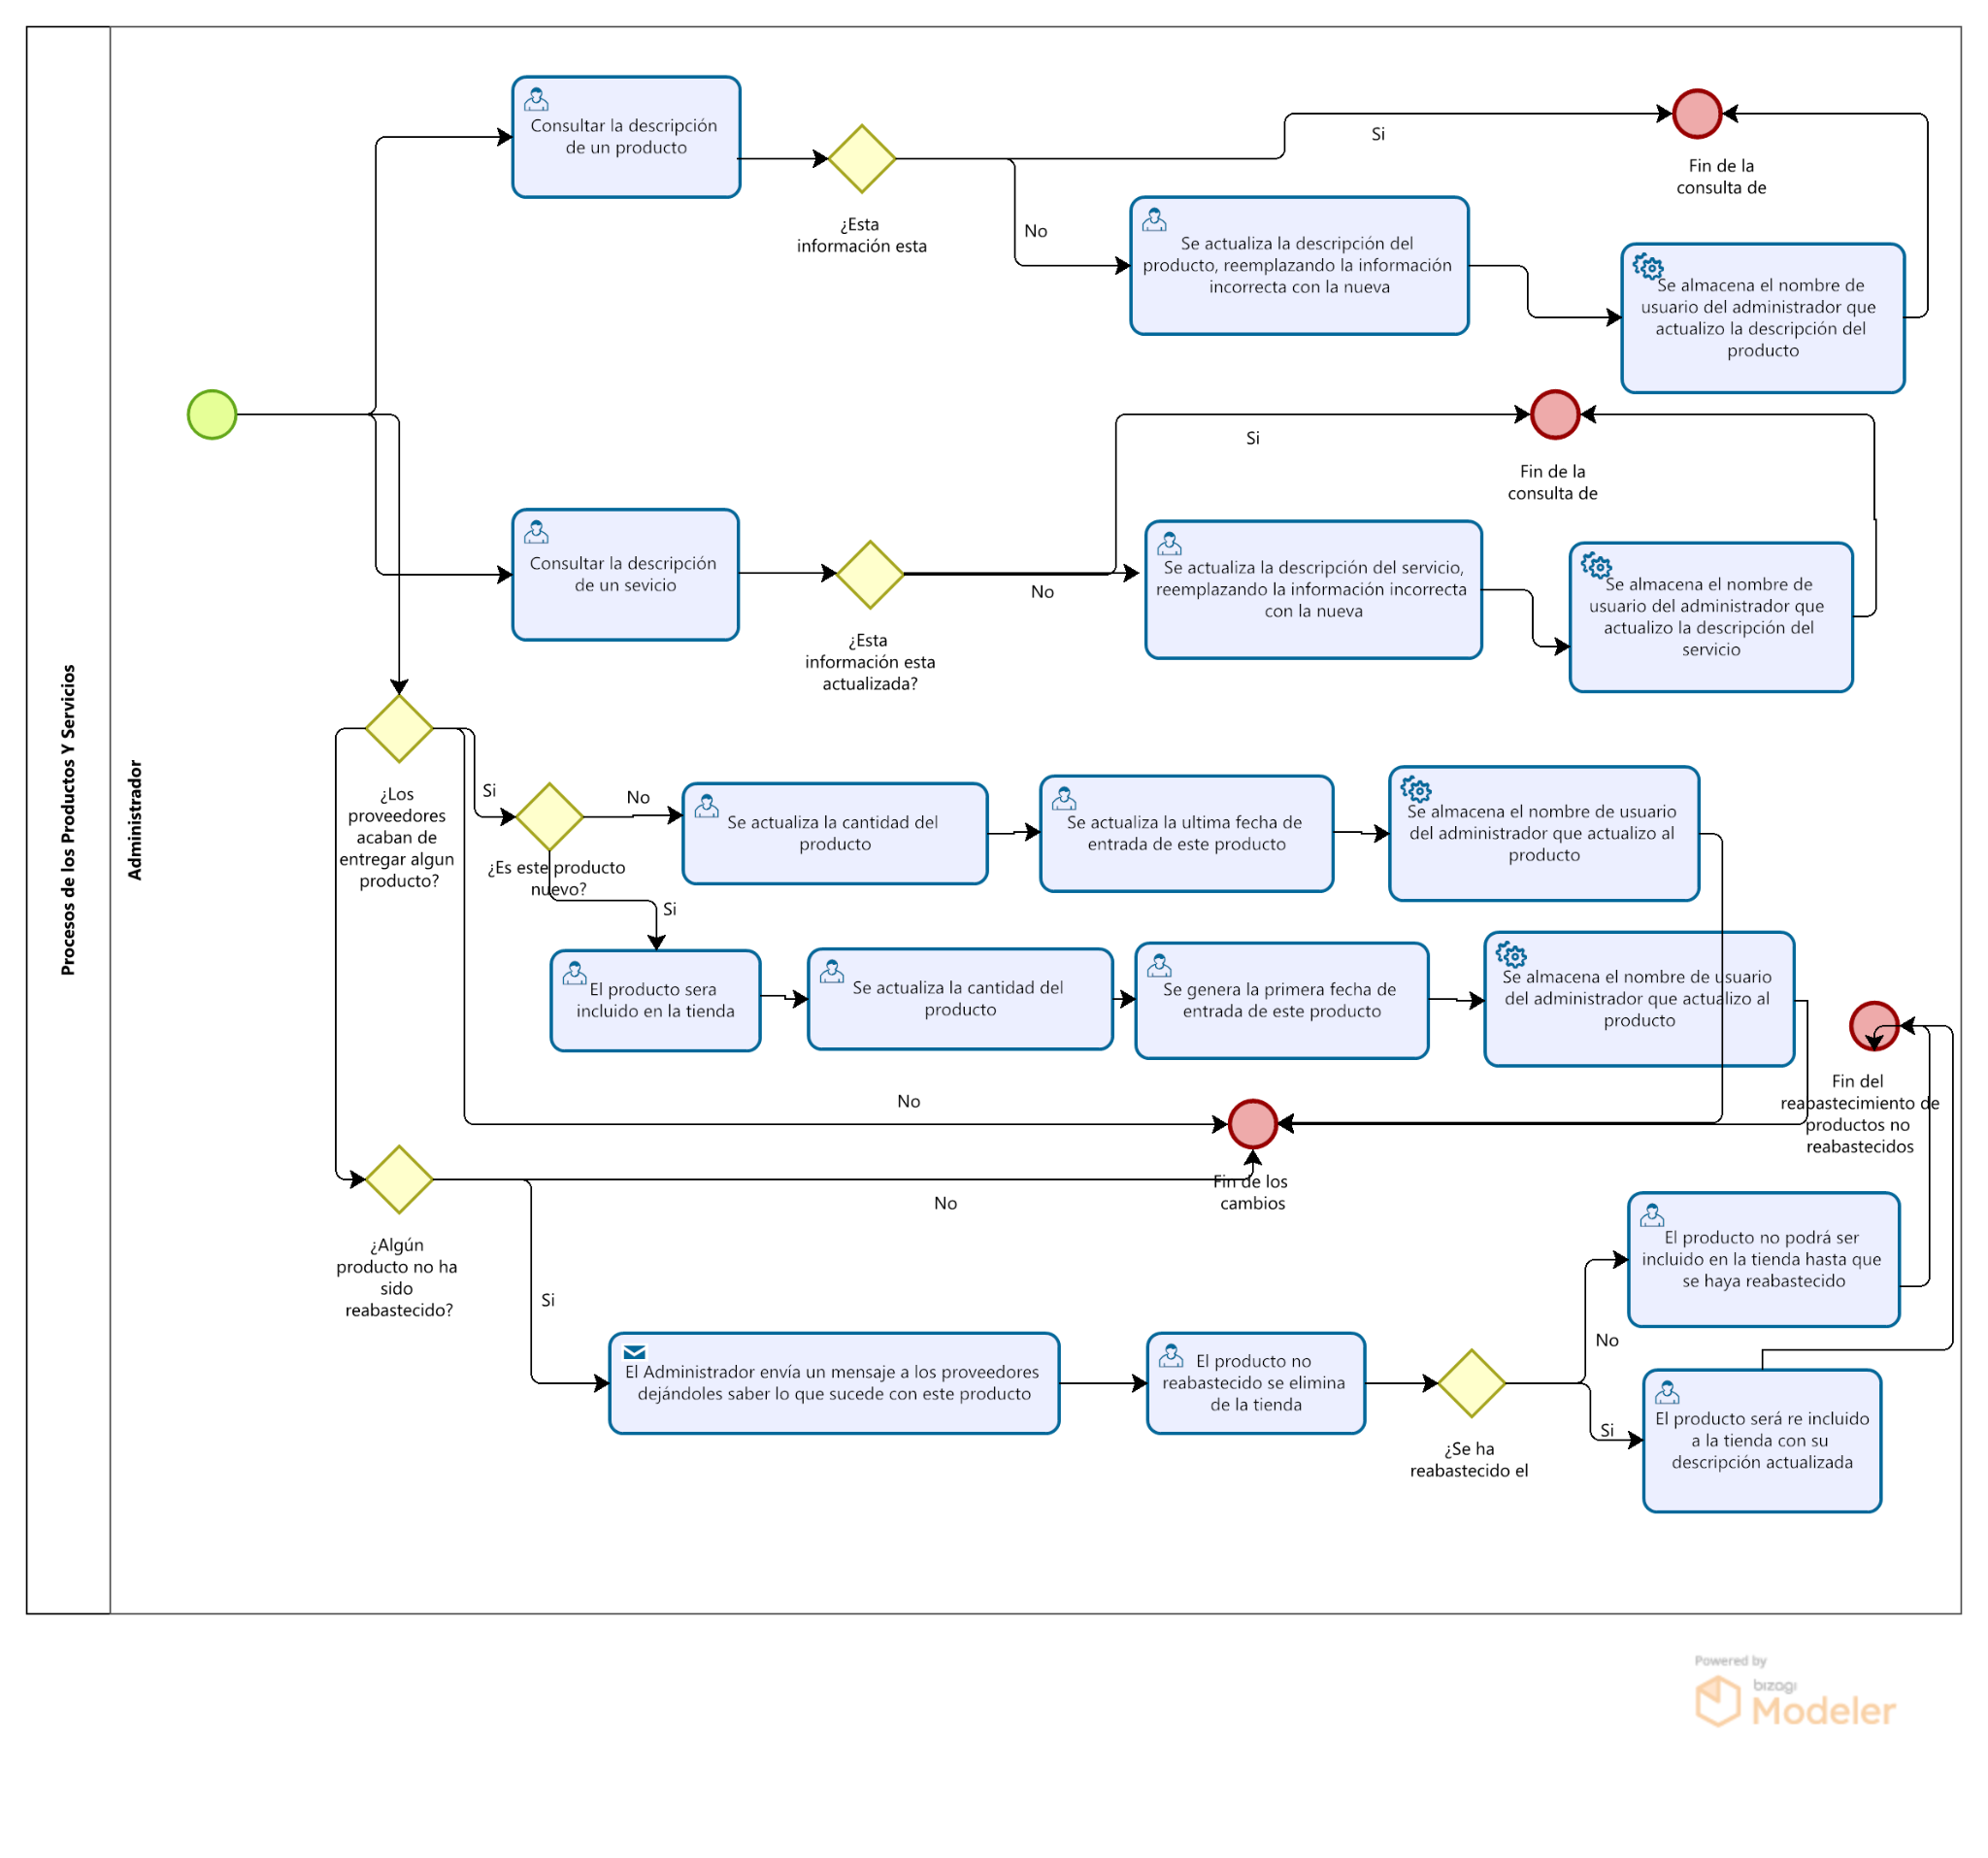 Procesos de los Productos Y Servicios
Administrador
Consultar la descripción
de un producto
¿Esta
información esta
Si
No
Fin de la
consulta de
Se actualiza la descripción del
producto, reemplazando la información
incorrecta con la nueva
Se almacena el nombre de
usuario del administrador que
actualizo la descripción del
producto
Consultar la descripción
de un sevicio
¿Esta
información esta
actualizada?
Si
No
Fin de la
consulta de
Se actualiza la descripción del servicio,
reemplazando la información incorrecta
con la nueva
Se almacena el nombre de
usuario del administrador que
actualizo la descripción del
servicio
¿Los
proveedores
acaban de
entregar algun
producto?
Si
¿Es este producto
nuevo?
No
Se actualiza la cantidad del
producto
Se actualiza la ultima fecha de
entrada de este producto
Se almacena el nombre de usuario
del administrador que actualizo al
producto
Si
El producto sera
incluido en la tienda
Se actualiza la cantidad del
producto
Se genera la primera fecha de
entrada de este producto
Se almacena el nombre de usuario
del administrador que actualizo al
producto
Fin del
reabastecimiento de
productos no
reabastecidos
No
Fin de los
cambios
No
¿Algún
producto no ha
sido
reabastecido?
Si
El Administrador envía un mensaje a los proveedores
dejándoles saber lo que sucede con este producto
El producto no
reabastecido se elimina
de la tienda
¿Se ha
reabastecido el
No
El producto no podrá ser
incluido en la tienda hasta que
se haya reabastecido
Si
El producto será re incluido
a la tienda con su
descripción actualizada
Powered by
bizagi
Modeler